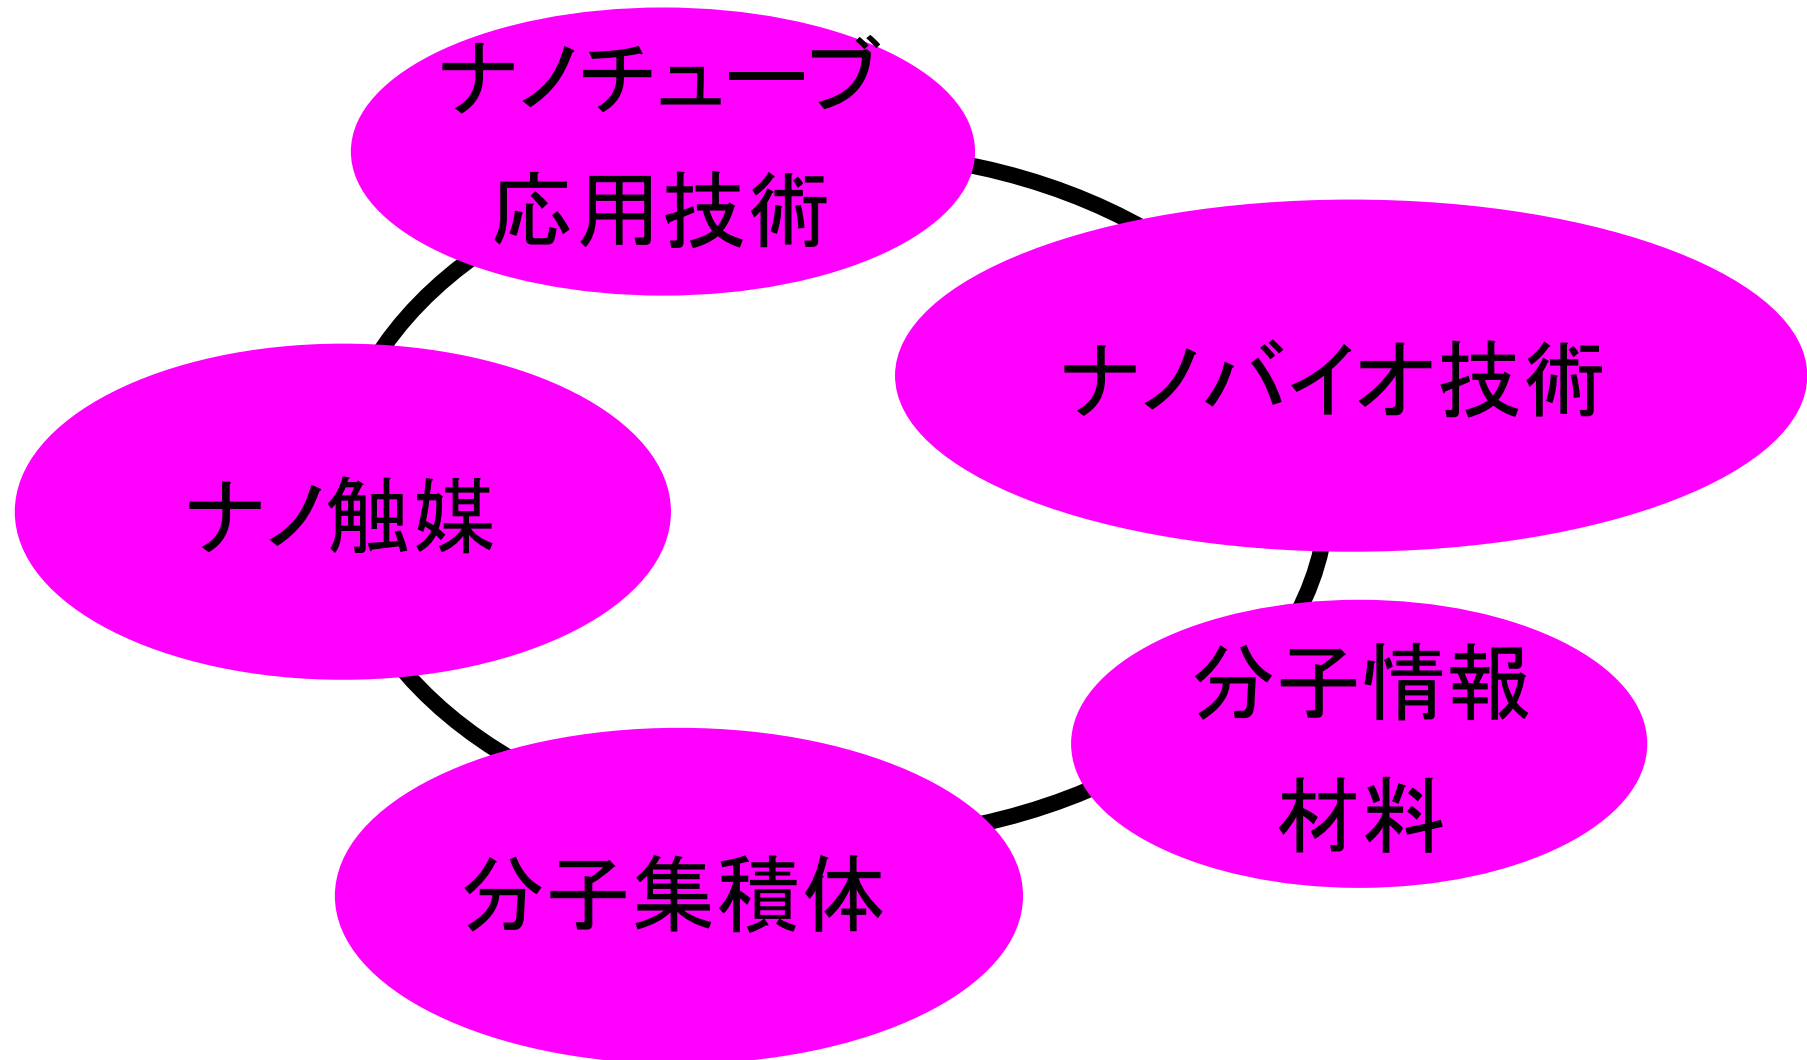 ナノチューブ
応用技術
ナノバイオ技術
ナノ触媒
分子情報
材料
分子集積体